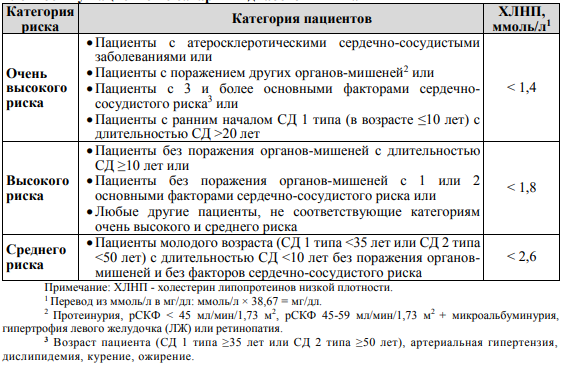 Категория
риска
Категория пациентов
ХЛНП,
ммоль/л1
Очень
высокого
риска
• Пациенты с атеросклеротическими сердечно-сосудистыми
заболеваниями или
• Пациенты с поражением других органов-мишеней2 или
• Пациенты с 3 и более основными факторами сердечно-
сосудистого риска3 или
• Пациенты с ранним началом СД 1 типа (в возрасте ≤10 лет) с
длительностью СД >20 лет
< 1,4
Высокого
риска
• Пациенты без поражения органов-мишеней с длительностью
СД ≥10 лет или
• Пациенты без поражения органов-мишеней с 1 или 2
основными факторами сердечно-сосудистого риска или
• Любые другие пациенты, не соответствующие категориям
очень высокого и среднего риска
< 1,8
Среднего
риска
• Пациенты молодого возраста (СД 1 типа <35 лет или СД 2 типа
<50 лет) с длительностью СД <10 лет без поражения органов-
мишеней и без факторов сердечно-сосудистого риска
< 2,6
Примечание: ХЛНП - холестерин липопротеинов низкой плотности.
1 Перевод из ммоль/л в мг/дл: ммоль/л × 38,67 = мг/дл.
2 Протеинурия, рСКФ < 45 мл/мин/1,73 м2, рСКФ 45-59 мл/мин/1,73 м2 + микроальбуминурия,
гипертрофия левого желудочка (ЛЖ) или ретинопатия.
3 Возраст пациента (СД 1 типа ≥35 лет или СД 2 типа ≥50 лет), артериальная гипертензия,
дислипидемия, курение, ожирение.